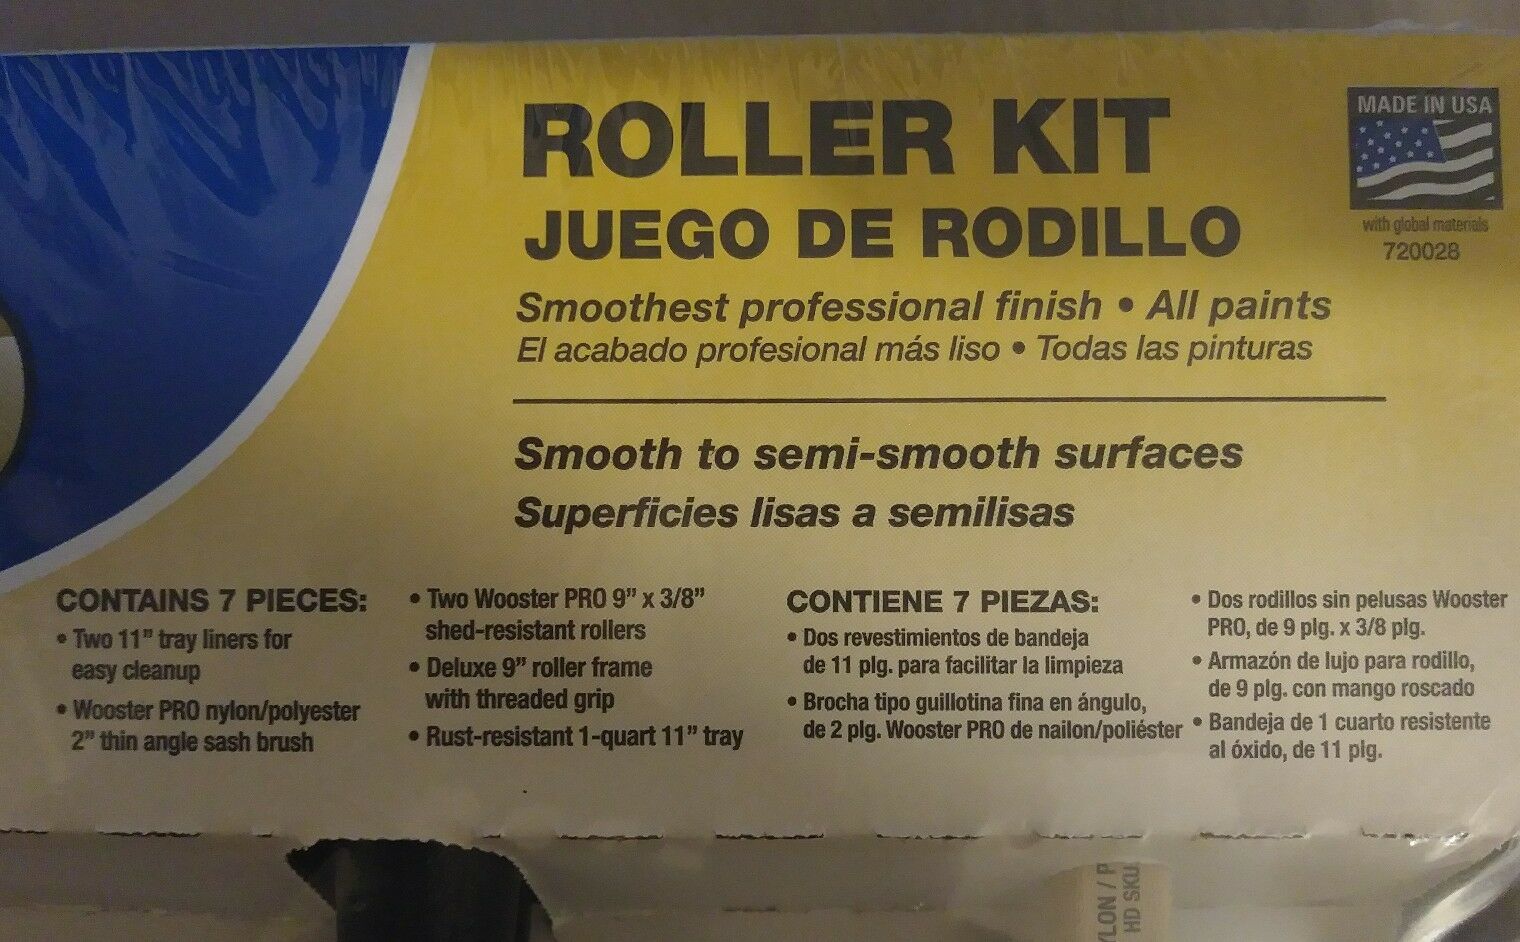 ROLLER KIT
JUEGO DE RODILLO
Smoothest professional finish • All paints
El acabado profesional más liso • Todas las pinturas
MADE IN USA
with global materials
720028
Smooth to semi-smooth surfaces
Superficies lisas a semilisas
CONTAINS 7 PIECES:
• Two 11" tray liners for
easy cleanup
• Wooster PRO nylon/polyester
2" thin angle sash brush
• Two Wooster PRO 9" x 3/8"
shed-resistant rollers
• Deluxe 9" roller frame
with threaded grip
• Rust-resistant 1-quart 11" tray
CONTIENE 7 PIEZAS:
• Dos revestimientos de bandeja
de 11 plg. para facilitar la limpieza
• Brocha tipo guillotina fina en ángulo,
de 2 plg. Wooster PRO de nailon/poliéster
• Dos rodillos sin pelusas Wooster
PRO, de 9 plg. x 3/8 plg.
• Armazón de lujo para rodillo,
de 9 plg. con mango roscado
• Bandeja de 1 cuarto resistente
al óxido, de 11 plg.
YLON / P
HD SKU